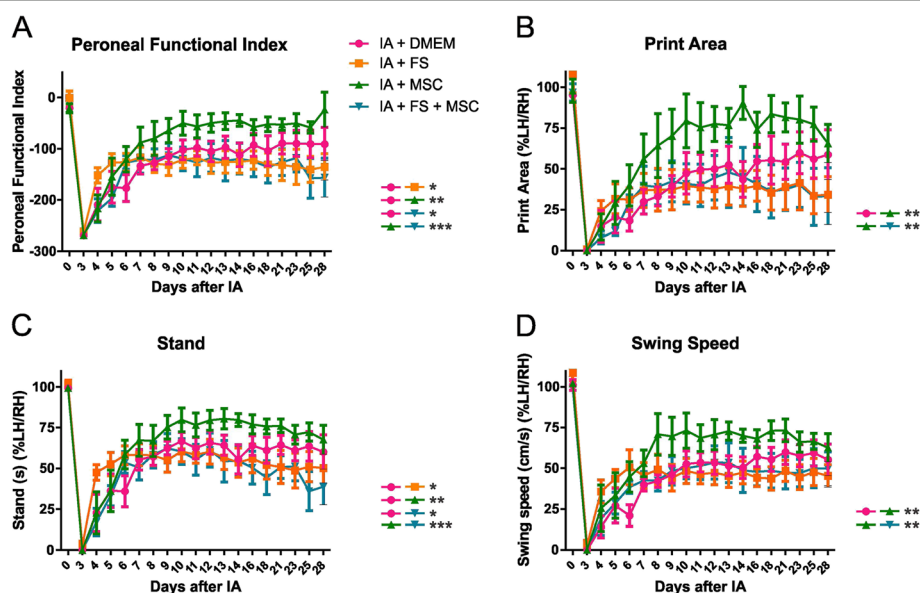 A
Peroneal Functional Index
Peroneal Functional Index
0
-100
-200
-300
0 3 4 5 6 7 8 9 10 11 12 13 14 16 18 21 23 25 28
Days after IA
IA + DMEM
IA + FS
IA + MSC
IA + FS + MSC
*
**
*
***
B
Print Area
Print Area (%LH/RH)
100
75
50
25
0
0 3 4 5 6 7 8 9 10 11 12 13 14 16 18 21 23 25 28
Days after IA
**
**
C
Stand
Stand (s) (%LH/RH)
100
75
50
25
0
0 3 4 5 6 7 8 9 10 11 12 13 14 16 18 21 23 25 28
Days after IA
*
**
*
***
D
Swing Speed
Swing speed (cm/s) (%LH/RH)
100
75
50
25
0
0 3 4 5 6 7 8 9 10 11 12 13 14 16 18 21 23 25 28
Days after IA
**
**